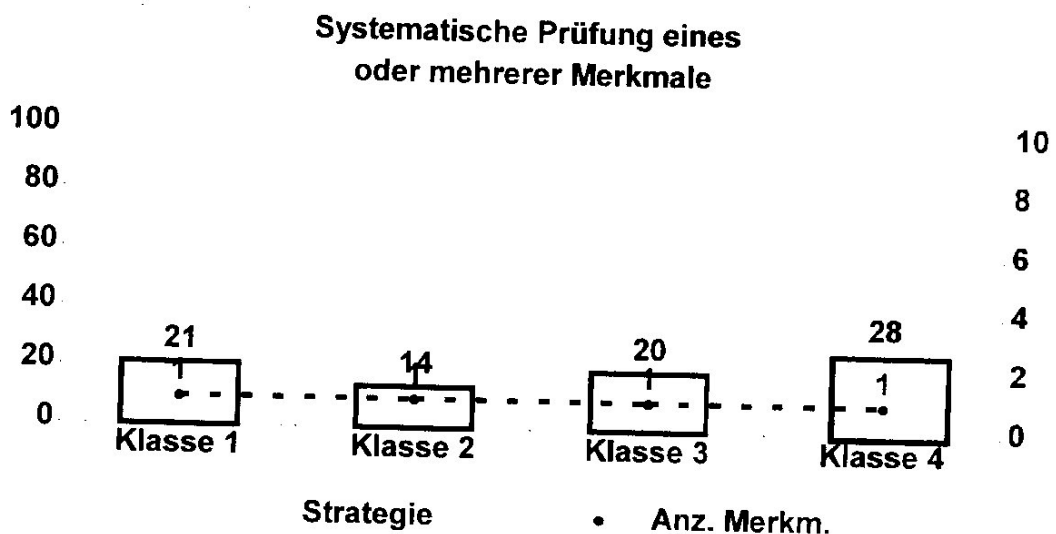 Systematische Prüfung eines
oder mehrerer Merkmale
100
80
60
40
20
0
10
8
6
4
2
0
21
1
14
1
20
1
28
1
Klasse 1
Klasse 2
Klasse 3
Klasse 4
Strategie
• Anz. Merkm.